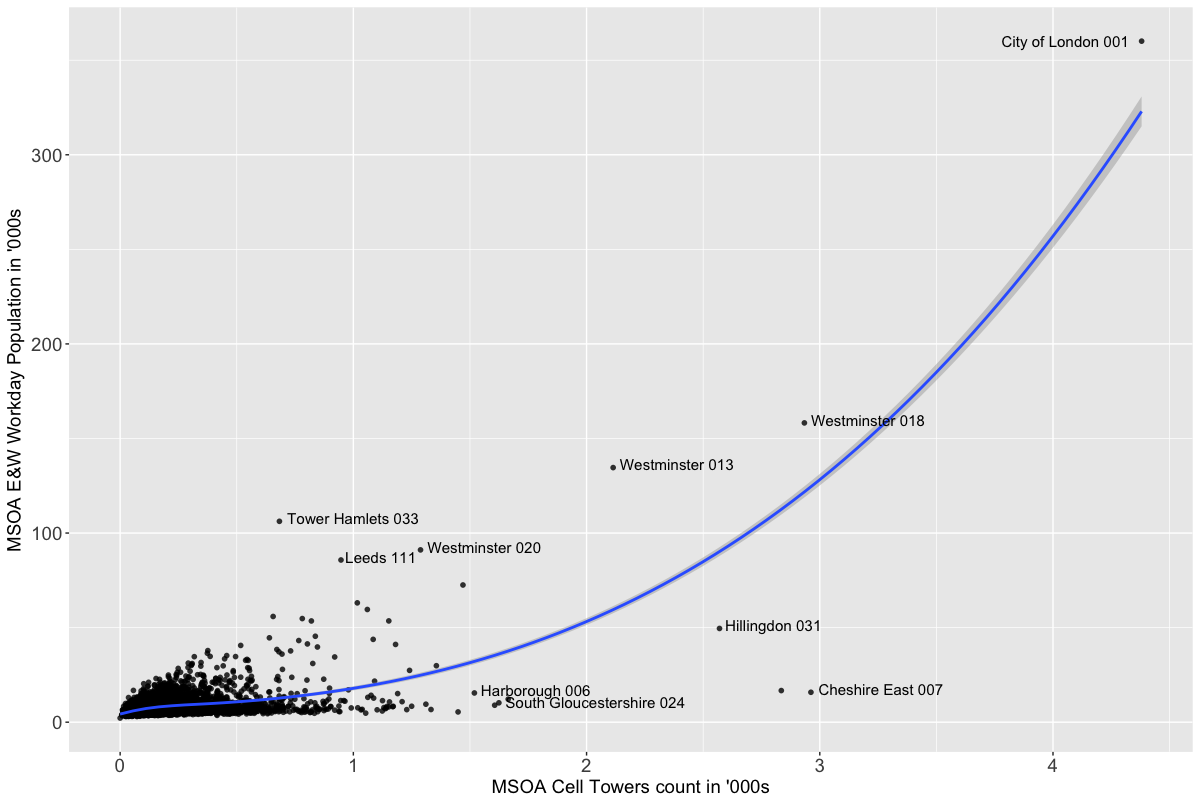 City of London 001
300
Westminster 018
Westminster 013
200
Tower Hamlets 033
Westminster 020
Leeds 111
100
Hillingdon 031
Harborough 006
Cheshire East 007
South Gloucestershire 024
0
MSOA E&W Workday Population in '000s
0 1 2 3 4
MSOA Cell Towers count in '000s